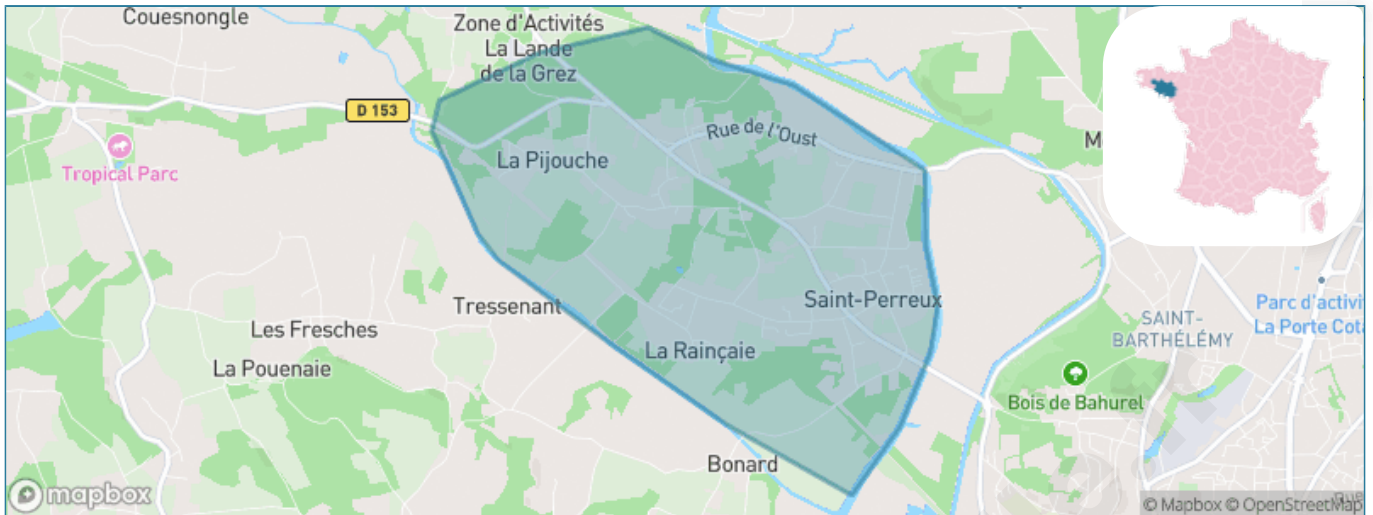 Couesnongle
Zone d'Activités
La Lande
de la Grez
D 153
Tropical Parc
La Pijouche
Rue de l'Oust
Tressenant
Les Fresches
La Pouenaie
Saint-Perreux
La Rainçaie
Bonard
SAINT-
BARTHÉLÉMY
Parc d'activi
La Porte Cota
Bois de Bahurel
mapbox
© Mapbox © OpenStreetMap